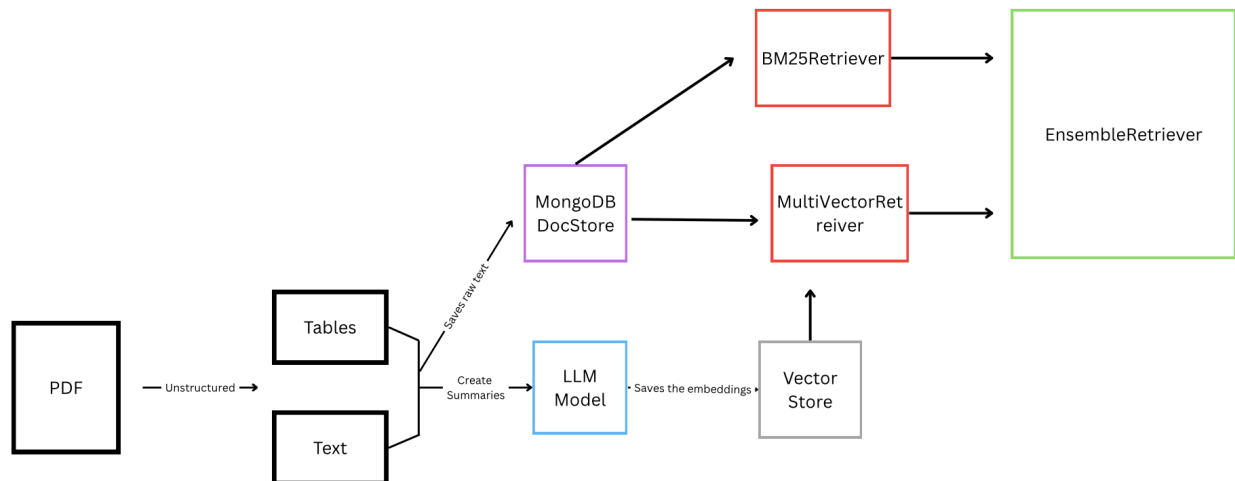 BM25Retriever
EnsembleRetriever
MongoDB
DocStore
MultiVectorRet
reiver
Saves raw text
Tables
PDF
Unstructured
Create
Summaries
LLM
Model
Saves the embeddings
Vector
Store
Text